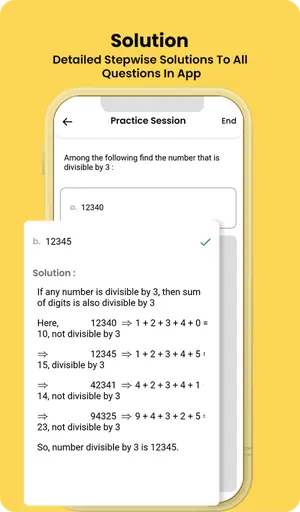 Solution
Detailed Stepwise Solutions To All
Questions In App
Practice Session End
Among the following find the number that is
divisible by 3 :
a. 12340
b. 12345
Solution :
If any number is divisible by 3, then sum
of digits is also divisible by 3
Here, 12340 ⇒ 1 + 2 + 3 + 4 + 0 =
10, not divisible by 3
⇒ 12345 ⇒ 1 + 2 + 3 + 4 + 5 =
15, divisible by 3
⇒ 42341 ⇒ 4 + 2 + 3 + 4 + 1
14, not divisible by 3
⇒ 94325 ⇒ 9 + 4 + 3 + 2 + 5 =
23, not divisible by 3
So, number divisible by 3 is 12345.